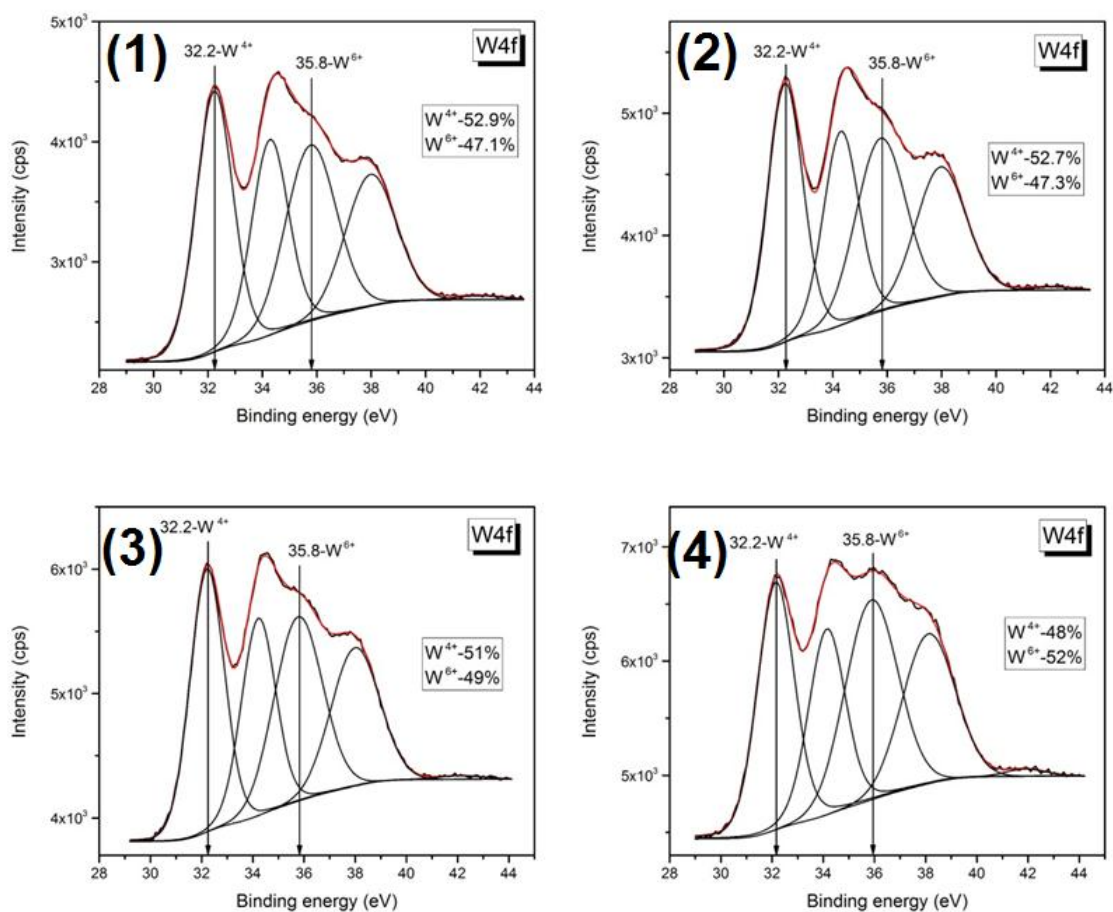 (1)
W4f
32.2-W⁴⁺
35.8-W⁶⁺
W⁴⁺-52.9%
W⁶⁺-47.1%
5x10³
4x10³
3x10³
Intensity (cps)
28 30 32 34 36 38 40 42 44
Binding energy (eV)
(2)
W4f
32.2-W⁴⁺
35.8-W⁶⁺
W⁴⁺-52.7%
W⁶⁺-47.3%
5x10³
4x10³
3x10³
Intensity (cps)
28 30 32 34 36 38 40 42 44
Binding energy (eV)
(3)
W4f
32.2-W⁴⁺
35.8-W⁶⁺
W⁴⁺-51%
W⁶⁺-49%
6x10³
5x10³
4x10³
Intensity (cps)
28 30 32 34 36 38 40 42 44
Binding energy (eV)
(4)
W4f
32.2-W⁴⁺
35.8-W⁶⁺
W⁴⁺-48%
W⁶⁺-52%
7x10³
6x10³
5x10³
Intensity (cps)
28 30 32 34 36 38 40 42 44
Binding energy (eV)